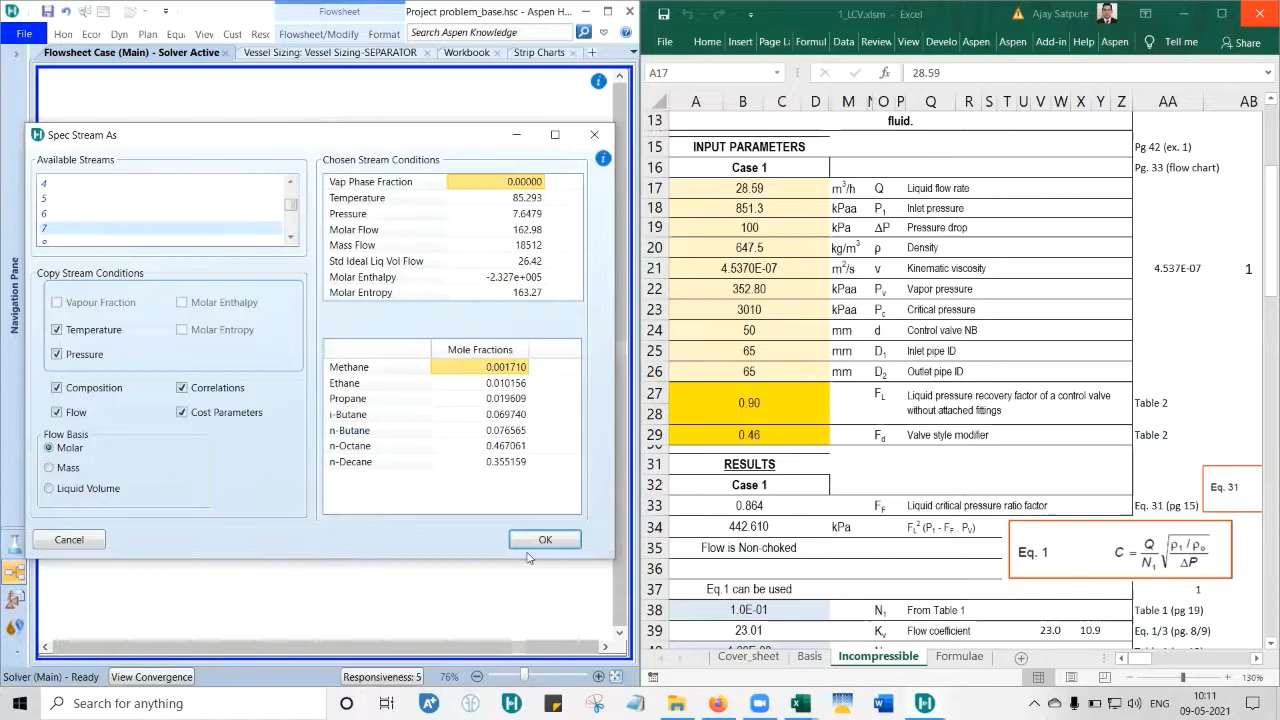 Flowsheet
Project problem_base.hsc - Aspen H...
File
Hon
Ecor
Dyn
Plan
Equ
Viev
Cust
Res
Flowsheet/Modify
Format
Search Aspen Knowledge
Flowsheet Case (Main) - Solver Active
Vessel Sizing: Vessel Sizing-SEPARATOR
Workbook
Strip Charts
Spec Stream As
Available Streams
4
5
6
7
Copy Stream Conditions
Vapour Fraction
Molar Enthalpy
Temperature
Molar Entropy
Pressure
Composition
Correlations
Flow
Cost Parameters
Flow Basis
Molar
Mass
Liquid Volume
Cancel
Chosen Stream Conditions
Vap Phase Fraction 0.00000
Temperature 85.293
Pressure 7.6479
Molar Flow 162.98
Mass Flow 18512
Std Ideal Liq Vol Flow 26.42
Molar Enthalpy -2.327e+005
Molar Entropy 163.27
Mole Fractions
Methane 0.001710
Ethane 0.010156
Propane 0.019609
i-Butane 0.069740
n-Butane 0.076565
n-Octane 0.467061
n-Decane 0.355159
OK
Navigation Pane
Solver (Main) - Ready
View Convergence
Responsiveness: 5
76%
1_LCV.xlsm - Excel
Ajay Satpute
File Home Insert Page L Formul Data Review Develo Aspen Aspen Add-in Help Aspen Tell me Share
A17 fx 28.59
A B C D M N O P Q R S T U V W X Y Z AA AB
13 fluid.
15 INPUT PARAMETERS Pg 42 (ex. 1)
16 Case 1 Pg. 33 (flow chart)
17 28.59 m3/h Q Liquid flow rate
18 851.3 kPaa P1 Inlet pressure
19 100 kPa ΔP Pressure drop
20 647.5 kg/m3 ρ Density
21 4.5370E-07 m2/s ν Kinematic viscosity 4.537E-07 1
22 352.80 kPaa Pv Vapor pressure
23 3010 kPaa Pc Critical pressure
24 50 mm d Control valve NB
25 65 mm D1 Inlet pipe ID
26 65 mm D2 Outlet pipe ID
27 FL Liquid pressure recovery factor of a control valve
28 0.90 without attached fittings Table 2
29 0.46 Fd Valve style modifier Table 2
31 RESULTS
32 Case 1
Eq. 31
33 0.864 FF Liquid critical pressure ratio factor Eq. 31 (pg 15)
34 442.610 kPa FL2 (P1 - FF . PV)
35 Flow is Non-choked
Eq. 1 C = Q/N1 √((ρ1/ρo)/ΔP)
36
37 Eq.1 can be used 1
38 1.0E-01 N1 From Table 1 Table 1 (pg 19)
39 23.01 Kv Flow coefficient 23.0 10.9 Eq. 1/3 (pg. 8/9)
Cover_sheet Basis Incompressible Formulae
130%
Type here to search
ENG
10:11
09-05-2021